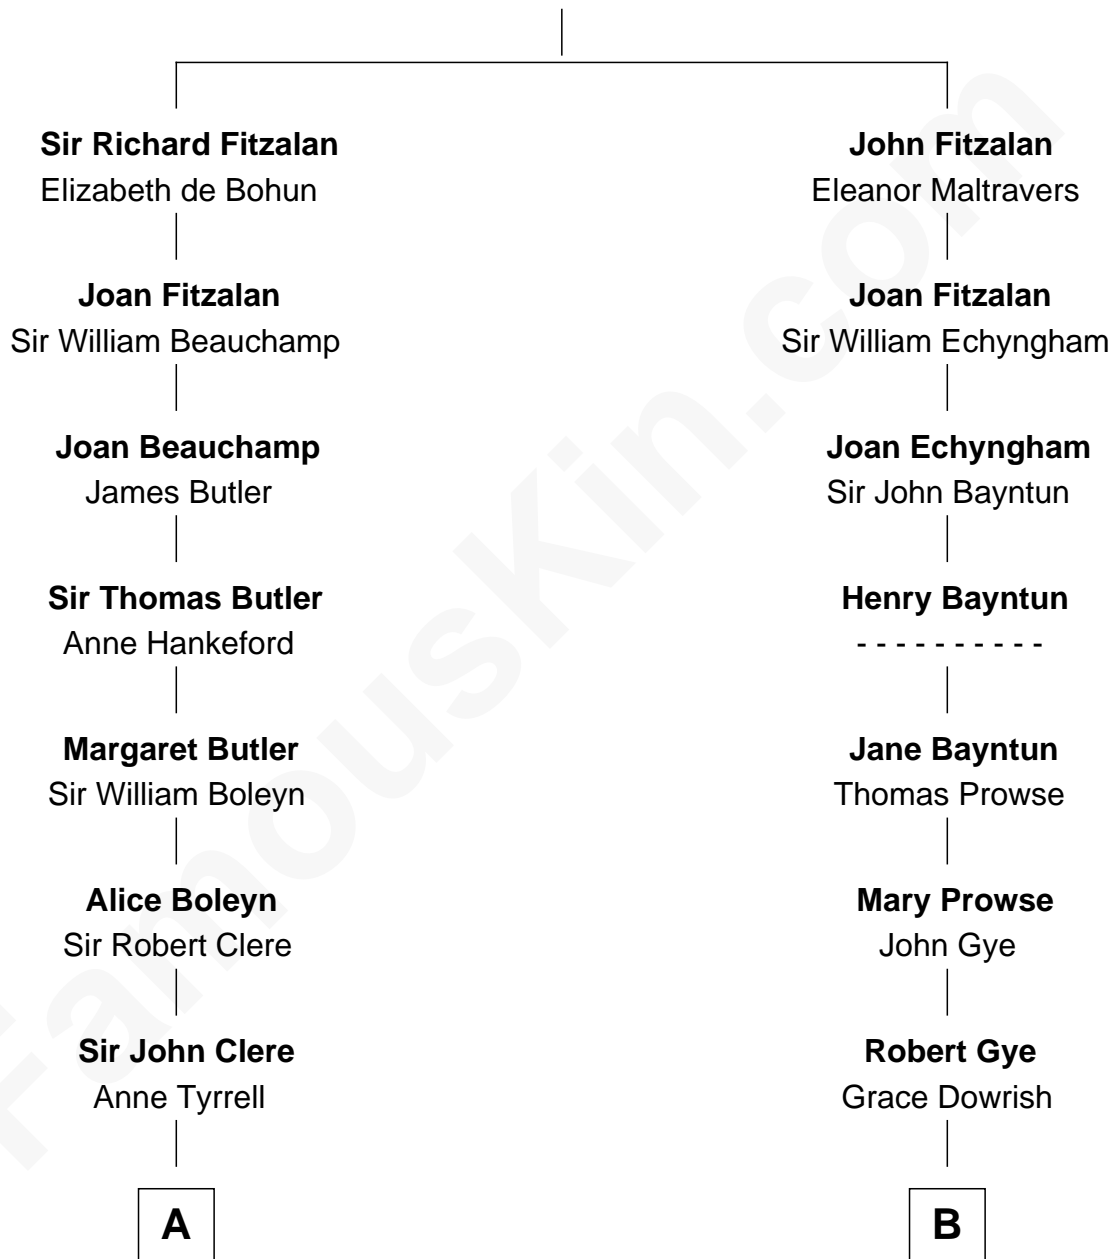 Sir Richard Fitzalan
Elizabeth de Bohun
Joan Fitzalan
Sir William Beauchamp
Joan Beauchamp
James Butler
Sir Thomas Butler
Anne Hankeford
Margaret Butler
Sir William Boleyn
Alice Boleyn
Sir Robert Clere
Sir John Clere
Anne Tyrrell
A
John Fitzalan
Eleanor Maltravers
Joan Fitzalan
Sir William Echyngham
Joan Echyngham
Sir John Bayntun
Henry Bayntun
- - - - - - - - - -
Jane Bayntun
Thomas Prowse
Mary Prowse
John Gye
Robert Gye
Grace Dowrish
B
FamousKin.com